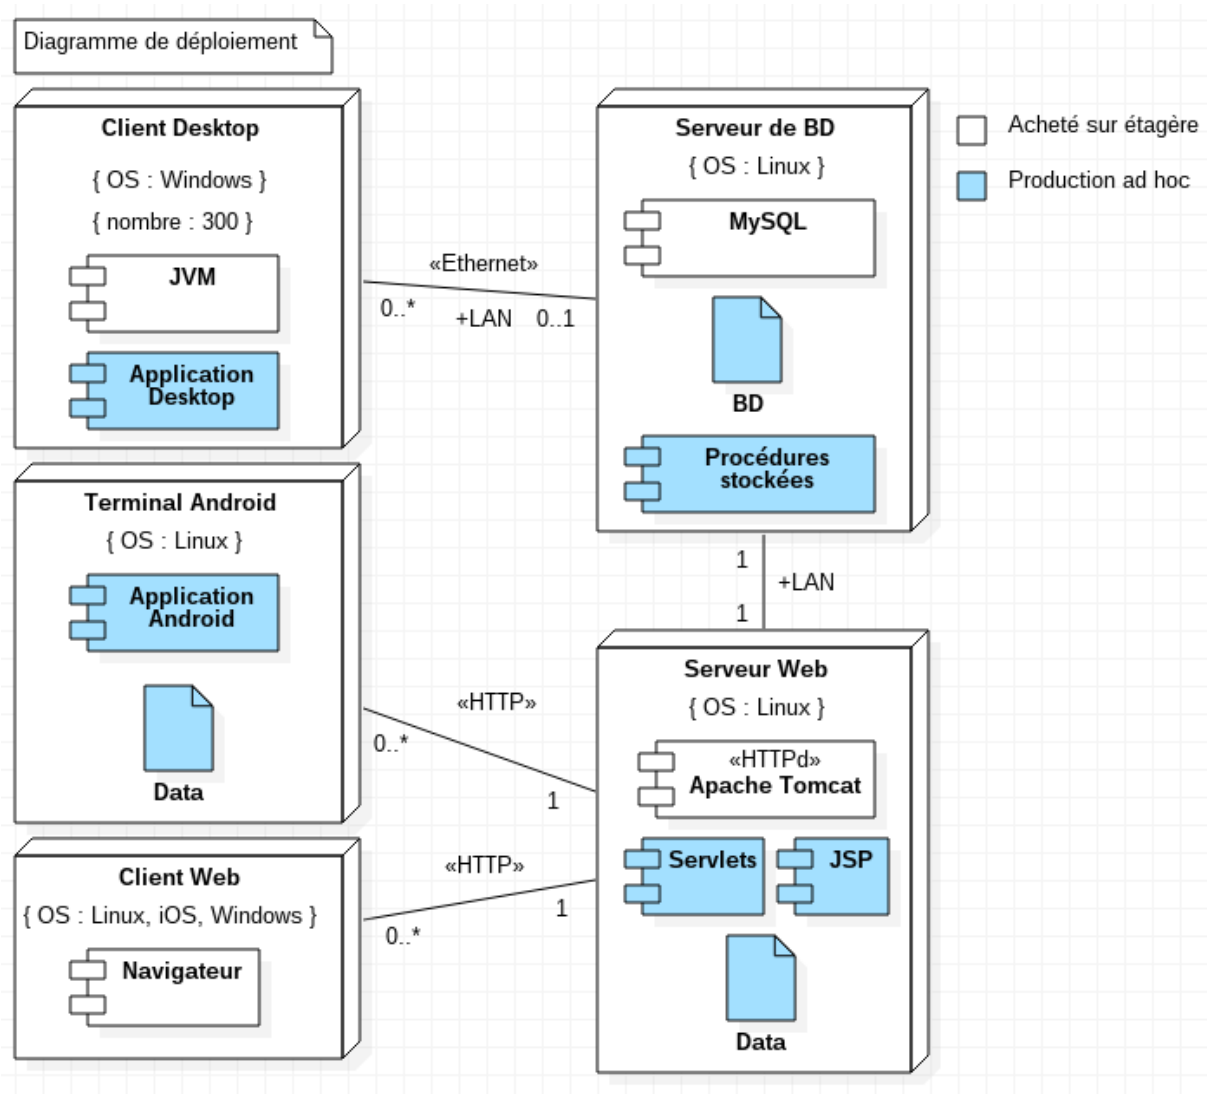 Diagramme de déploiement
Client Desktop
{ OS : Windows }
{ nombre : 300 }
JVM
Application
Desktop
«Ethernet»
0..*
+LAN
0..1
Serveur de BD
{ OS : Linux }
MySQL
BD
Procédures
stockées
Acheté sur étagère
Production ad hoc
Terminal Android
{ OS : Linux }
Application
Android
Data
1
+LAN
1
«HTTP»
0..*
1
Serveur Web
{ OS : Linux }
«HTTPd»
Apache Tomcat
Servlets
JSP
Data
Client Web
{ OS : Linux, iOS, Windows }
Navigateur
«HTTP»
0..*
1